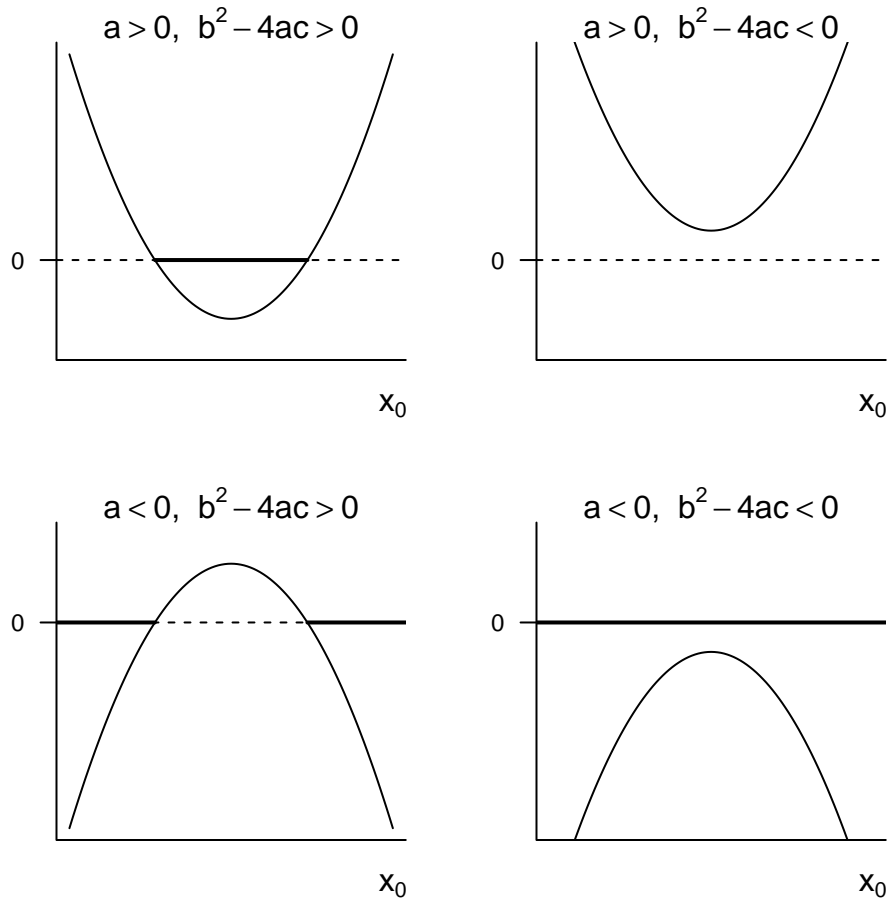 a > 0, b² − 4ac > 0
0
x₀
a > 0, b² − 4ac < 0
0
x₀
a < 0, b² − 4ac > 0
0
x₀
a < 0, b² − 4ac < 0
0
x₀